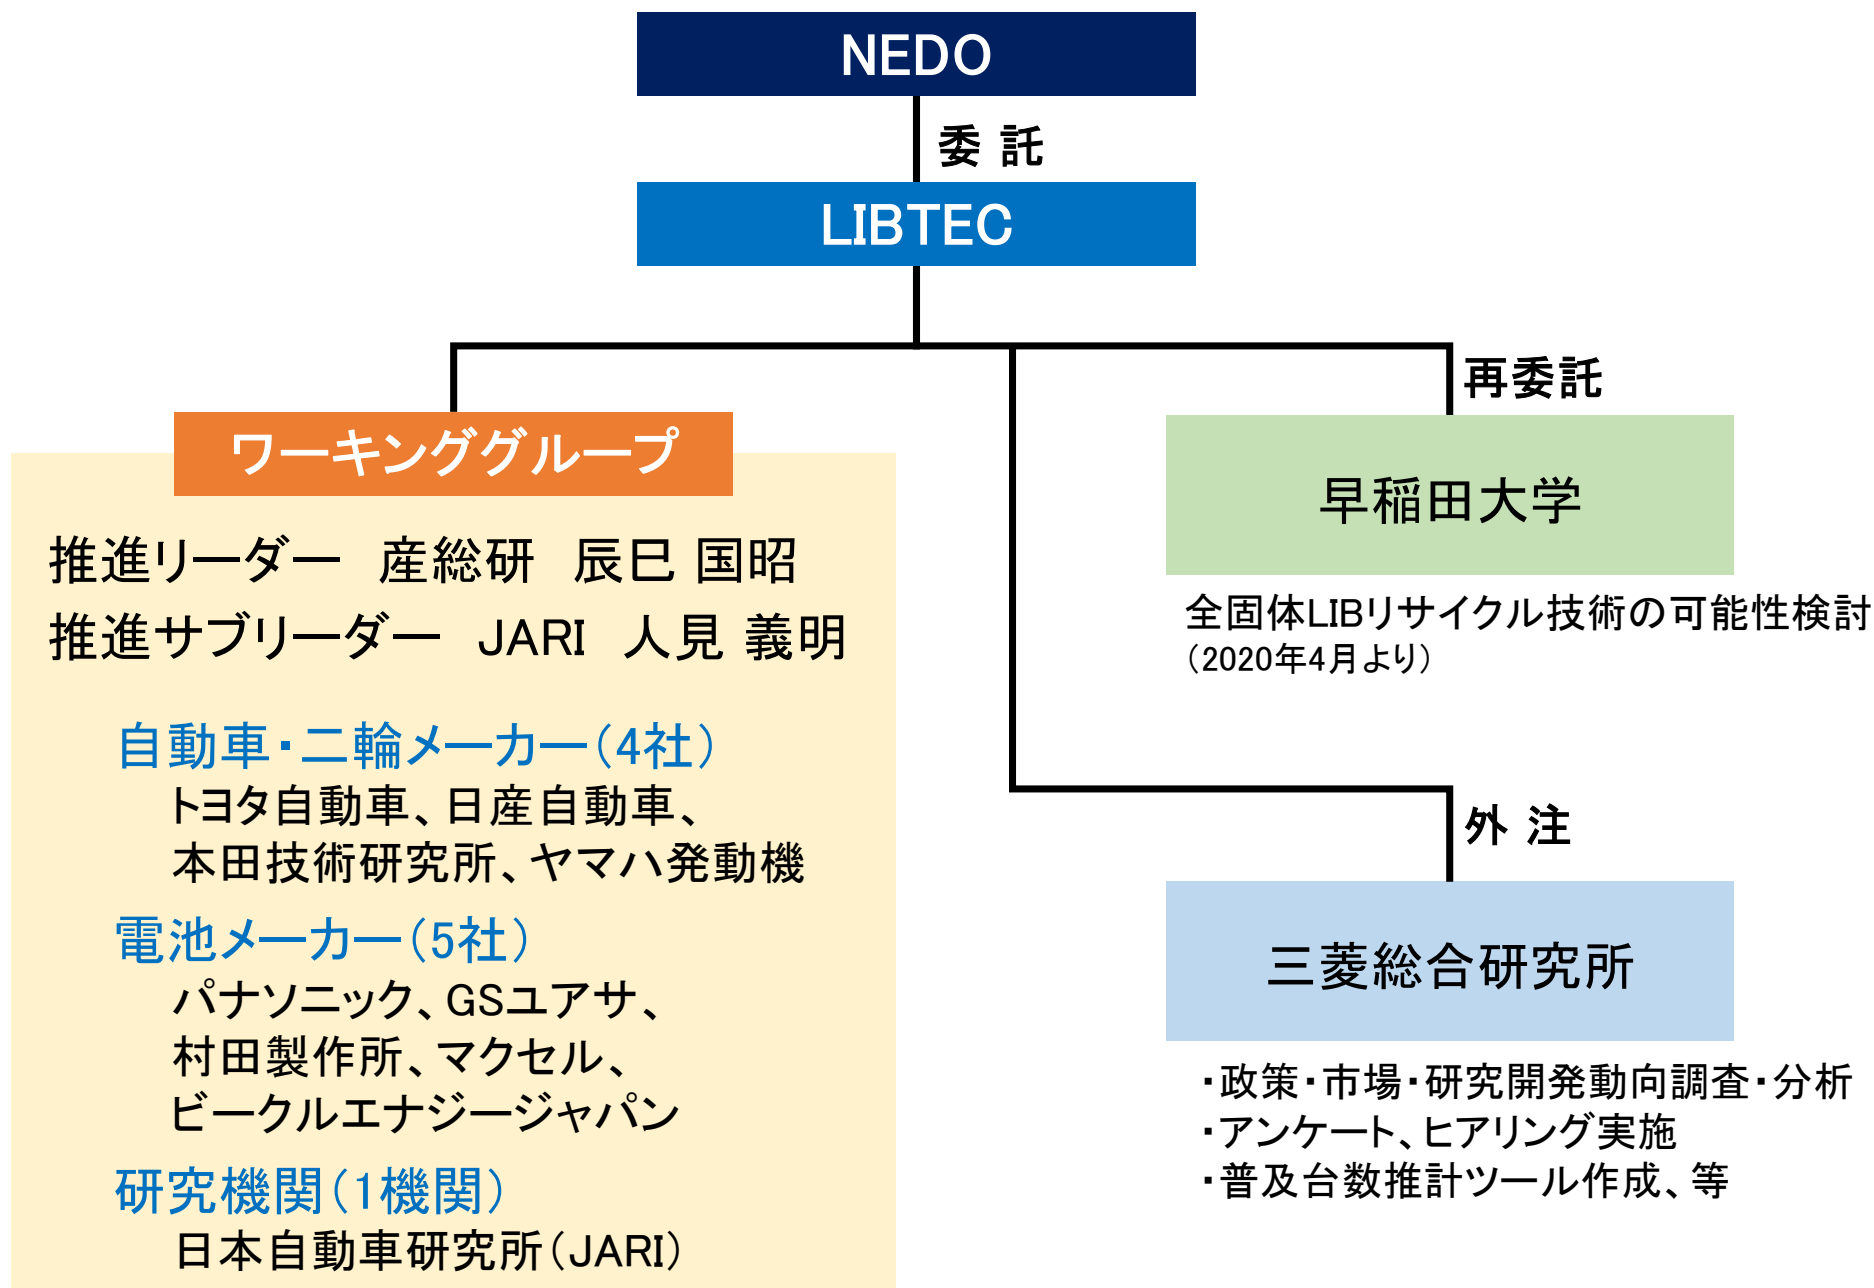 NEDO
委 託
LIBTEC
ワーキンググループ
推進リーダー　産総研　辰巳 国昭
推進サブリーダー　JARI　人見 義明
自動車・二輪メーカー（4社）
トヨタ自動車、日産自動車、
本田技術研究所、ヤマハ発動機
電池メーカー（5社）
パナソニック、GSユアサ、
村田製作所、マクセル、
ビークルエナジージャパン
研究機関（1機関）
日本自動車研究所（JARI）
再委託
早稲田大学
全固体LIBリサイクル技術の可能性検討
（2020年4月より）
外 注
三菱総合研究所
・政策・市場・研究開発動向調査・分析
・アンケート、ヒアリング実施
・普及台数推計ツール作成、等